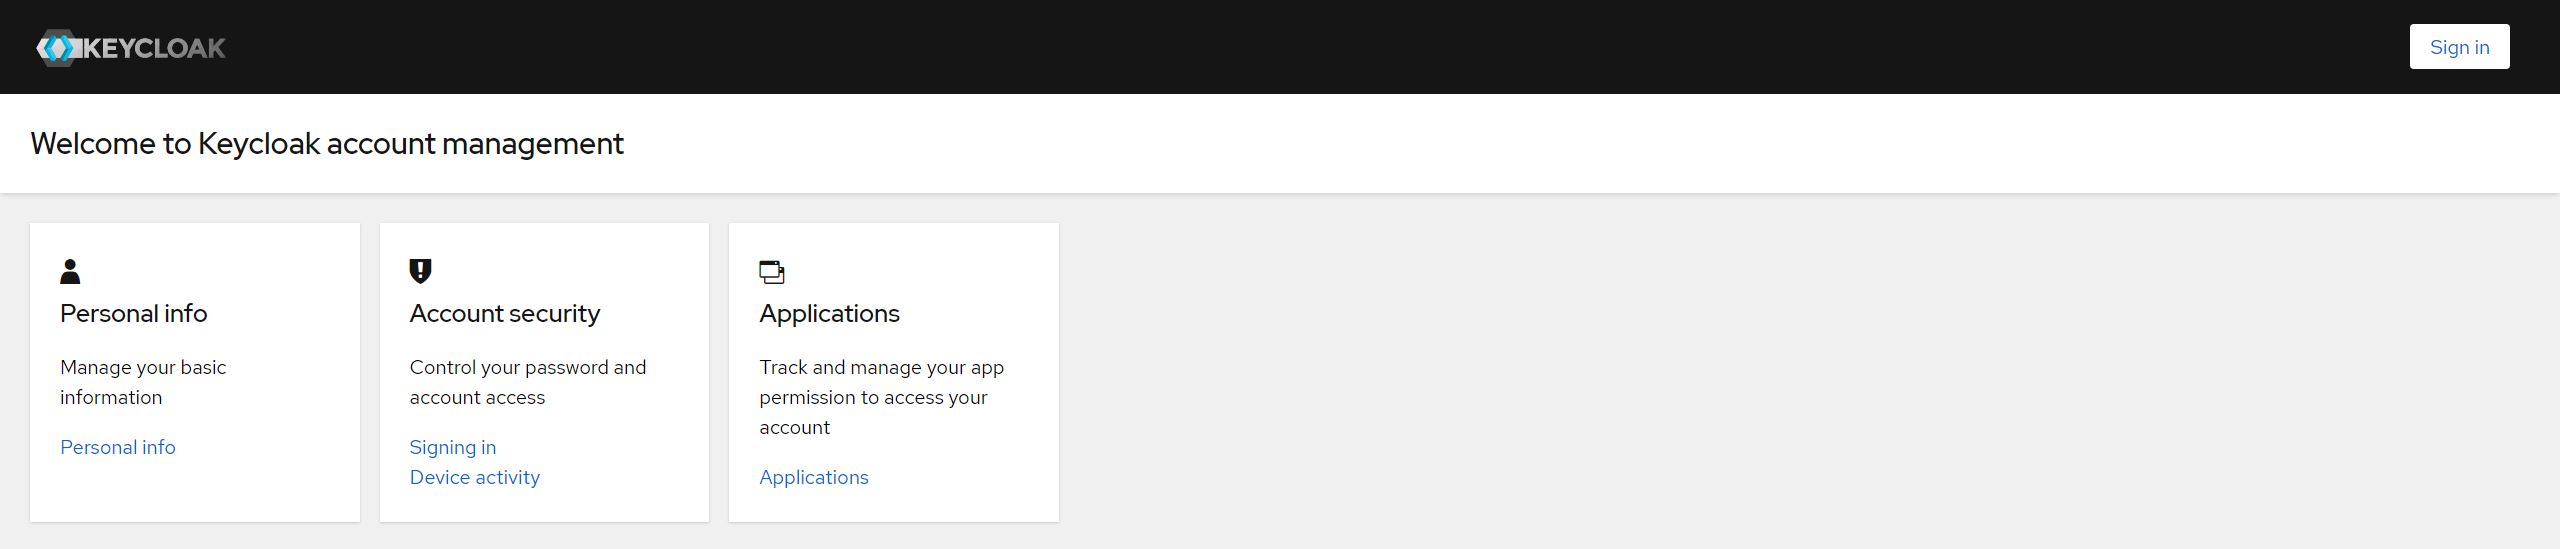 KEYCLOAK
Sign in
Welcome to Keycloak account management
Personal info
Manage your basic
information
Personal info
Account security
Control your password and
account access
Signing in
Device activity
Applications
Track and manage your app
permission to access your
account
Applications